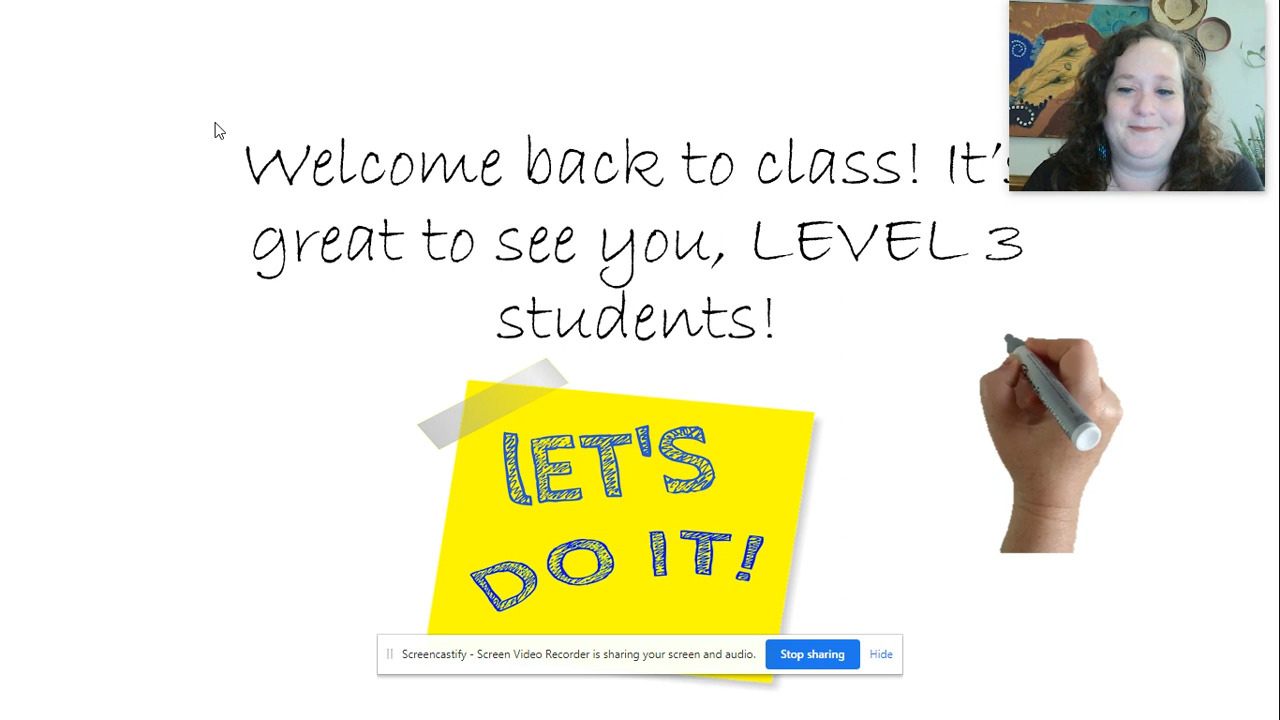 Welcome back to class! It's
great to see you, LEVEL 3
students!
LET'S
DO IT!
Screencastify - Screen Video Recorder is sharing your screen and audio.
Stop sharing
Hide